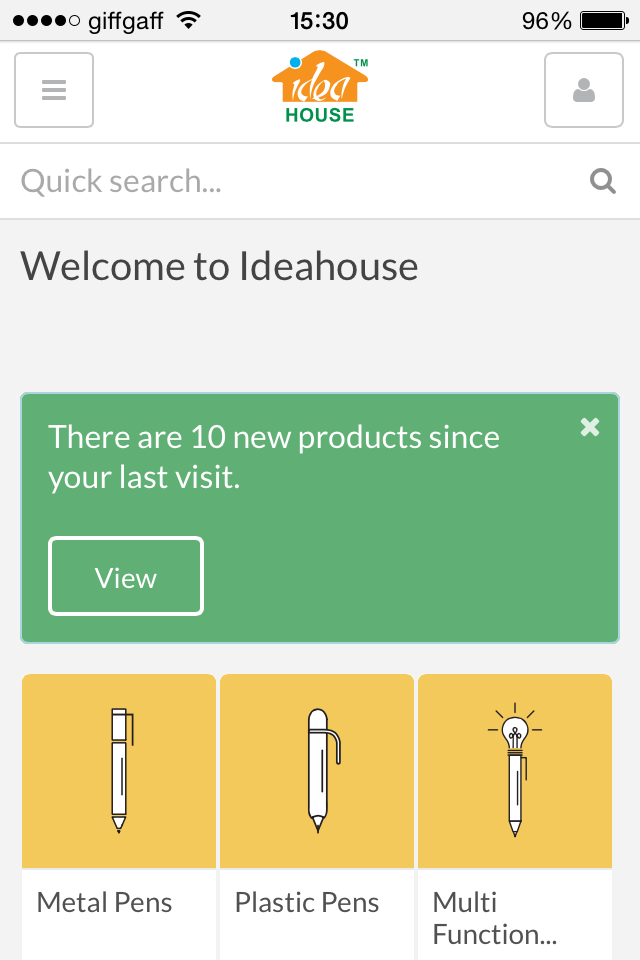 giffgaff 15:30 96%
idea TM
HOUSE
Quick search...
Welcome to Ideahouse
There are 10 new products since
your last visit.
View
Metal Pens Plastic Pens Multi
Function...